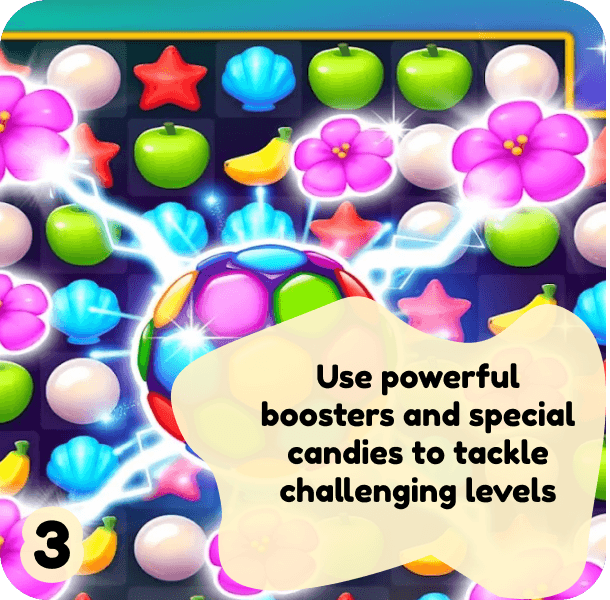 Use powerful
boosters and special
candies to tackle
challenging levels
3